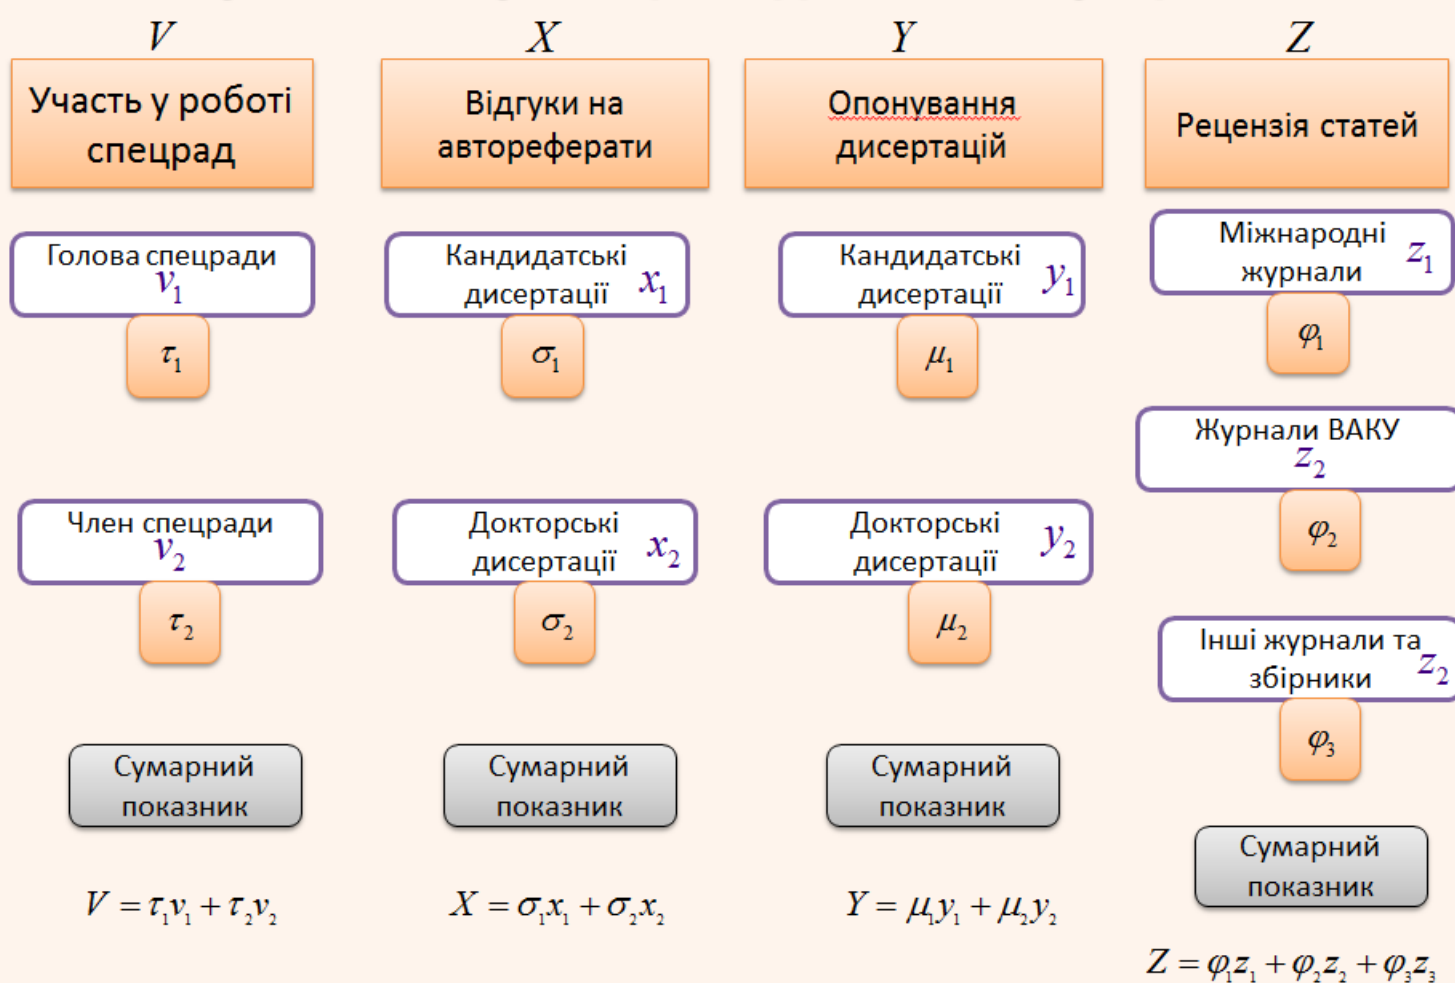 V
Участь у роботі
спецрад
Голова спецради
v₁
τ₁
Член спецради
v₂
τ₂
Сумарний
показник
V = τ₁v₁ + τ₂v₂
X
Відгуки на
автореферати
Кандидатські
дисертації x₁
σ₁
Докторські
дисертації x₂
σ₂
Сумарний
показник
X = σ₁x₁ + σ₂x₂
Y
Опонування
дисертацій
Кандидатські
дисертації y₁
μ₁
Докторські
дисертації y₂
μ₂
Сумарний
показник
Y = μ₁y₁ + μ₂y₂
Z
Рецензія статей
Міжнародні
журнали z₁
φ₁
Журнали ВАКУ
z₂
φ₂
Інші журнали та
збірники z₂
φ₃
Сумарний
показник
Z = φ₁z₁ + φ₂z₂ + φ₃z₃